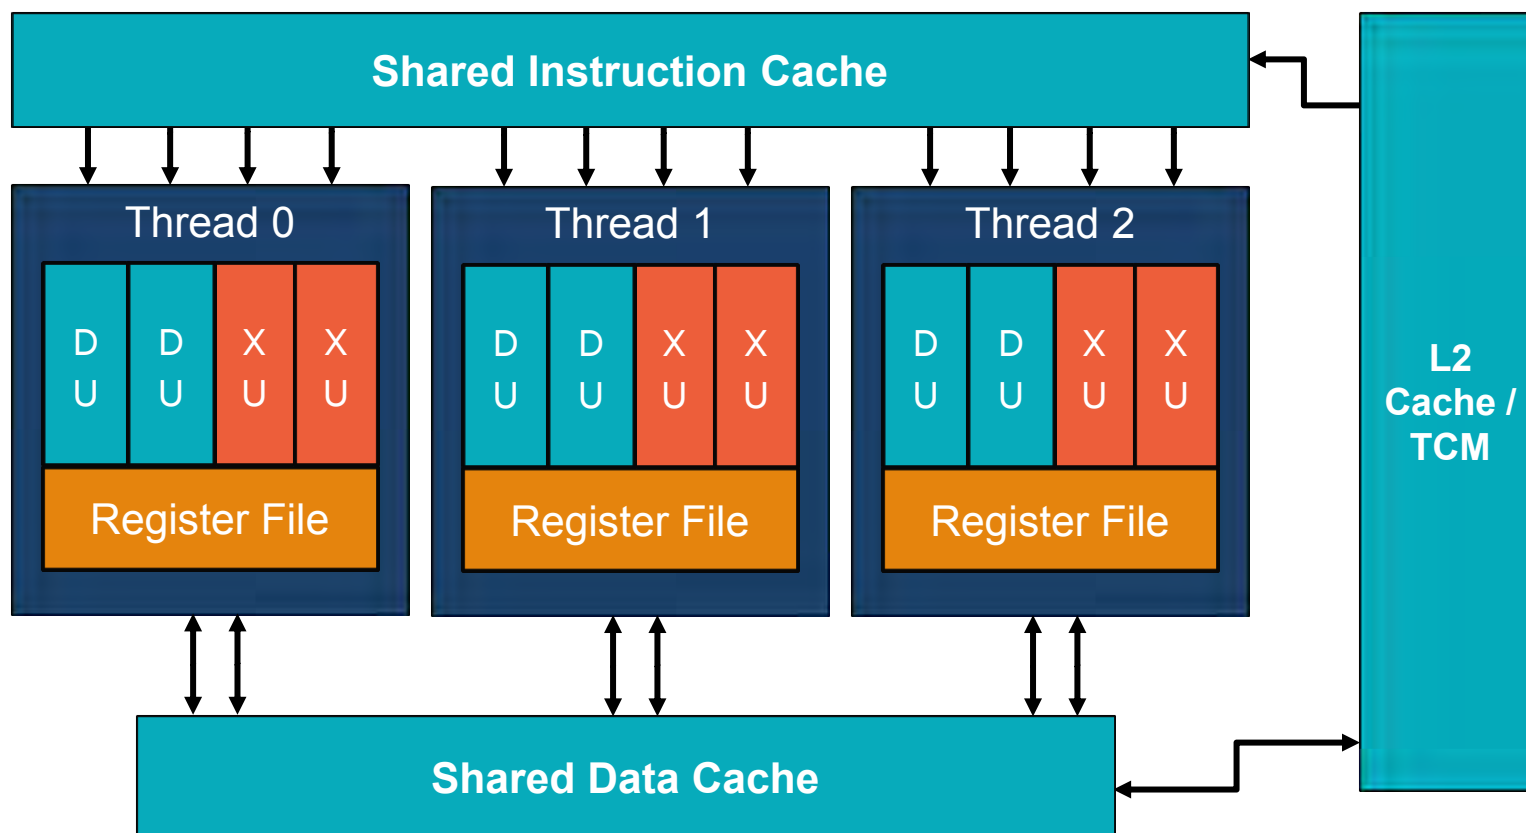 Shared Instruction Cache
Thread 0
D U
D U
X U
X U
Register File
Thread 1
D U
D U
X U
X U
Register File
Thread 2
D U
D U
X U
X U
Register File
L2
Cache /
TCM
Shared Data Cache